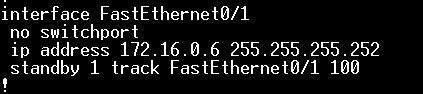 interface FastEthernet0/1
 no switchport
 ip address 172.16.0.6 255.255.255.252
 standby 1 track FastEthernet0/1 100
!